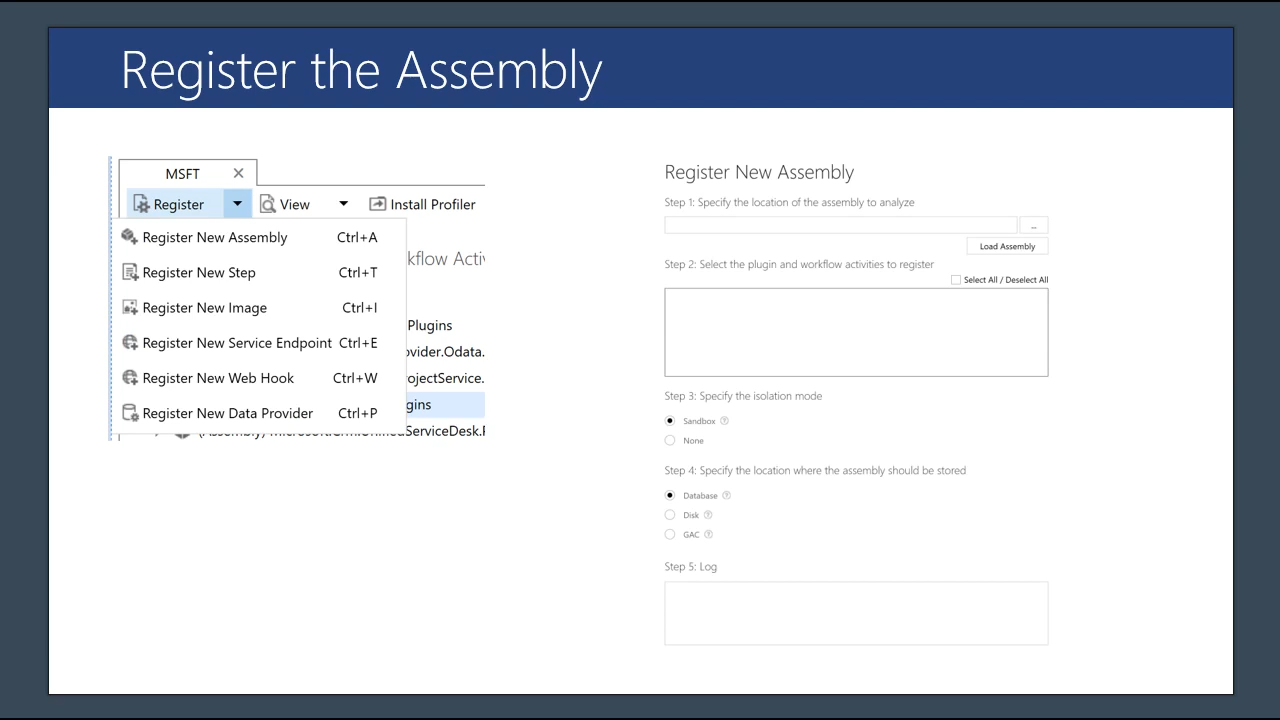 Register the Assembly
MSFT
Register
View
Install Profiler
Register New Assembly Ctrl+A
Register New Step Ctrl+T
Register New Image Ctrl+I
Register New Service Endpoint Ctrl+E
Register New Web Hook Ctrl+W
Register New Data Provider Ctrl+P
kflow Activ
Plugins
ovider.Odata.
ojectService.
gins
ServiceDesk.P
Register New Assembly
Step 1: Specify the location of the assembly to analyze
...
Load Assembly
Step 2: Select the plugin and workflow activities to register
Select All / Deselect All
Step 3: Specify the isolation mode
Sandbox
None
Step 4: Specify the location where the assembly should be stored
Database
Disk
GAC
Step 5: Log